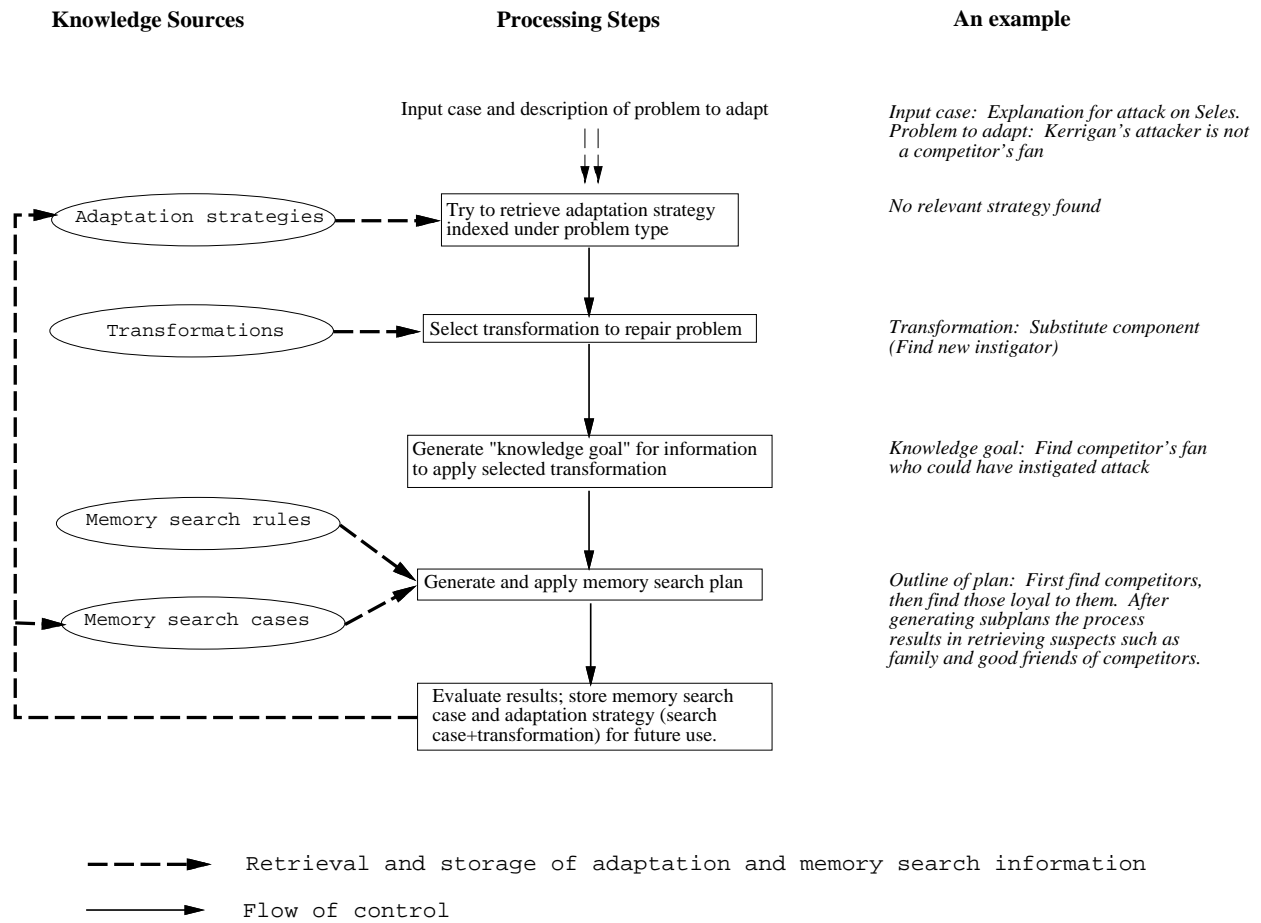 Knowledge Sources
Processing Steps
An example
Input case and description of problem to adapt
Input case:  Explanation for attack on Seles.
Problem to adapt:  Kerrigan's attacker is not
a competitor's fan
Adaptation strategies
Try to retrieve adaptation strategy
indexed under problem type
No relevant strategy found
Transformations
Select transformation to repair problem
Transformation:  Substitute component
(Find new instigator)
Generate "knowledge goal" for information
to apply selected transformation
Knowledge goal:  Find competitor's fan
who could have instigated attack
Memory search rules
Generate and apply memory search plan
Memory search cases
Outline of plan:  First find competitors,
then find those loyal to them.  After
generating subplans the process
results in retrieving suspects such as
family and good friends of competitors.
Evaluate results; store memory search
case and adaptation strategy (search
case+transformation) for future use.
Retrieval and storage of adaptation and memory search information
Flow of control